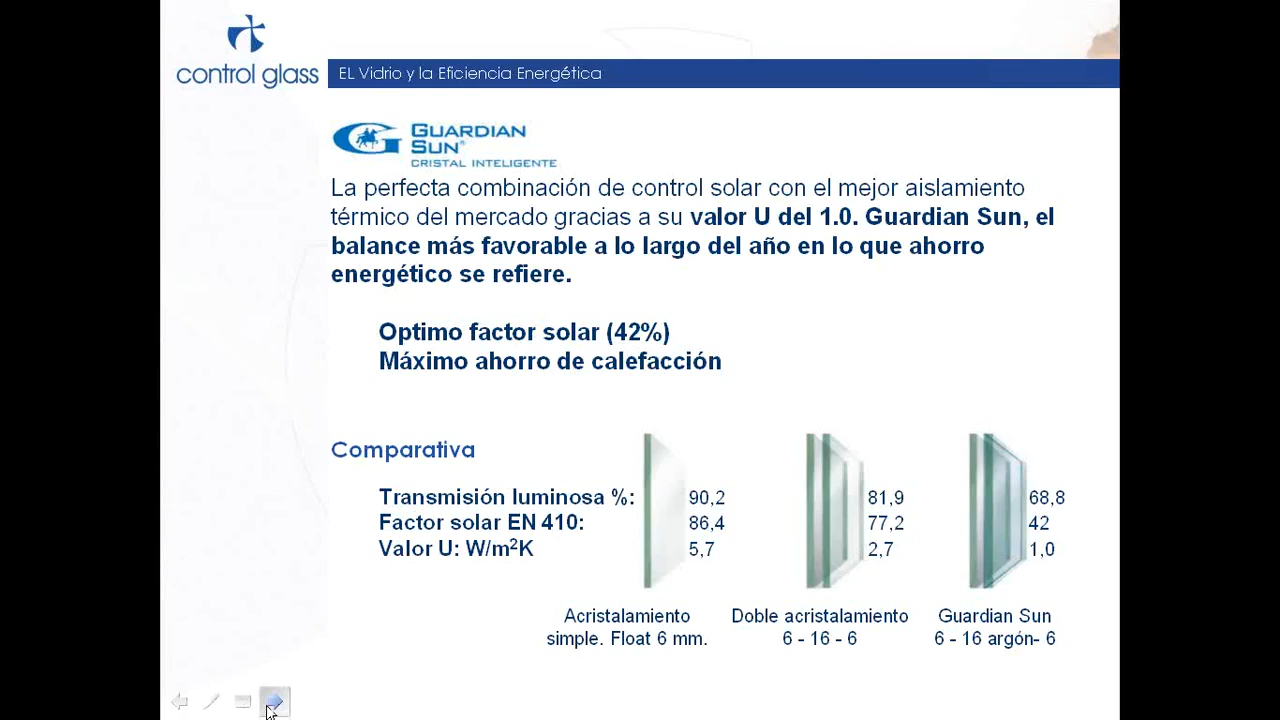 control glass
EL Vidrio y la Eficiencia Energética
GUARDIAN
SUN®
CRISTAL INTELIGENTE
La perfecta combinación de control solar con el mejor aislamiento
térmico del mercado gracias a su valor U del 1.0. Guardian Sun, el
balance más favorable a lo largo del año en lo que ahorro
energético se refiere.
Optimo factor solar (42%)
Máximo ahorro de calefacción
Comparativa
Transmisión luminosa %: 90,2 81,9 68,8
Factor solar EN 410: 86,4 77,2 42
Valor U: W/m²K 5,7 2,7 1,0
Acristalamiento Doble acristalamiento Guardian Sun
simple. Float 6 mm. 6 - 16 - 6 6 - 16 argón- 6